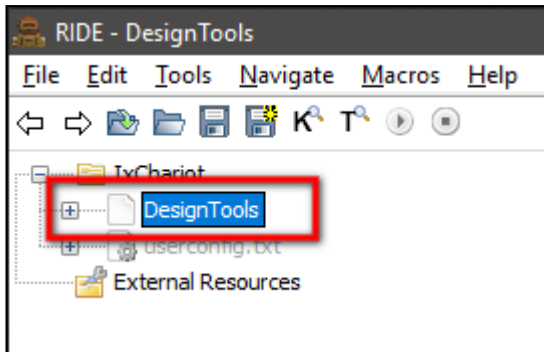 RIDE - DesignTools
File Edit Tools Navigate Macros Help
K T
IxChariot
DesignTools
userconfig.txt
External Resources